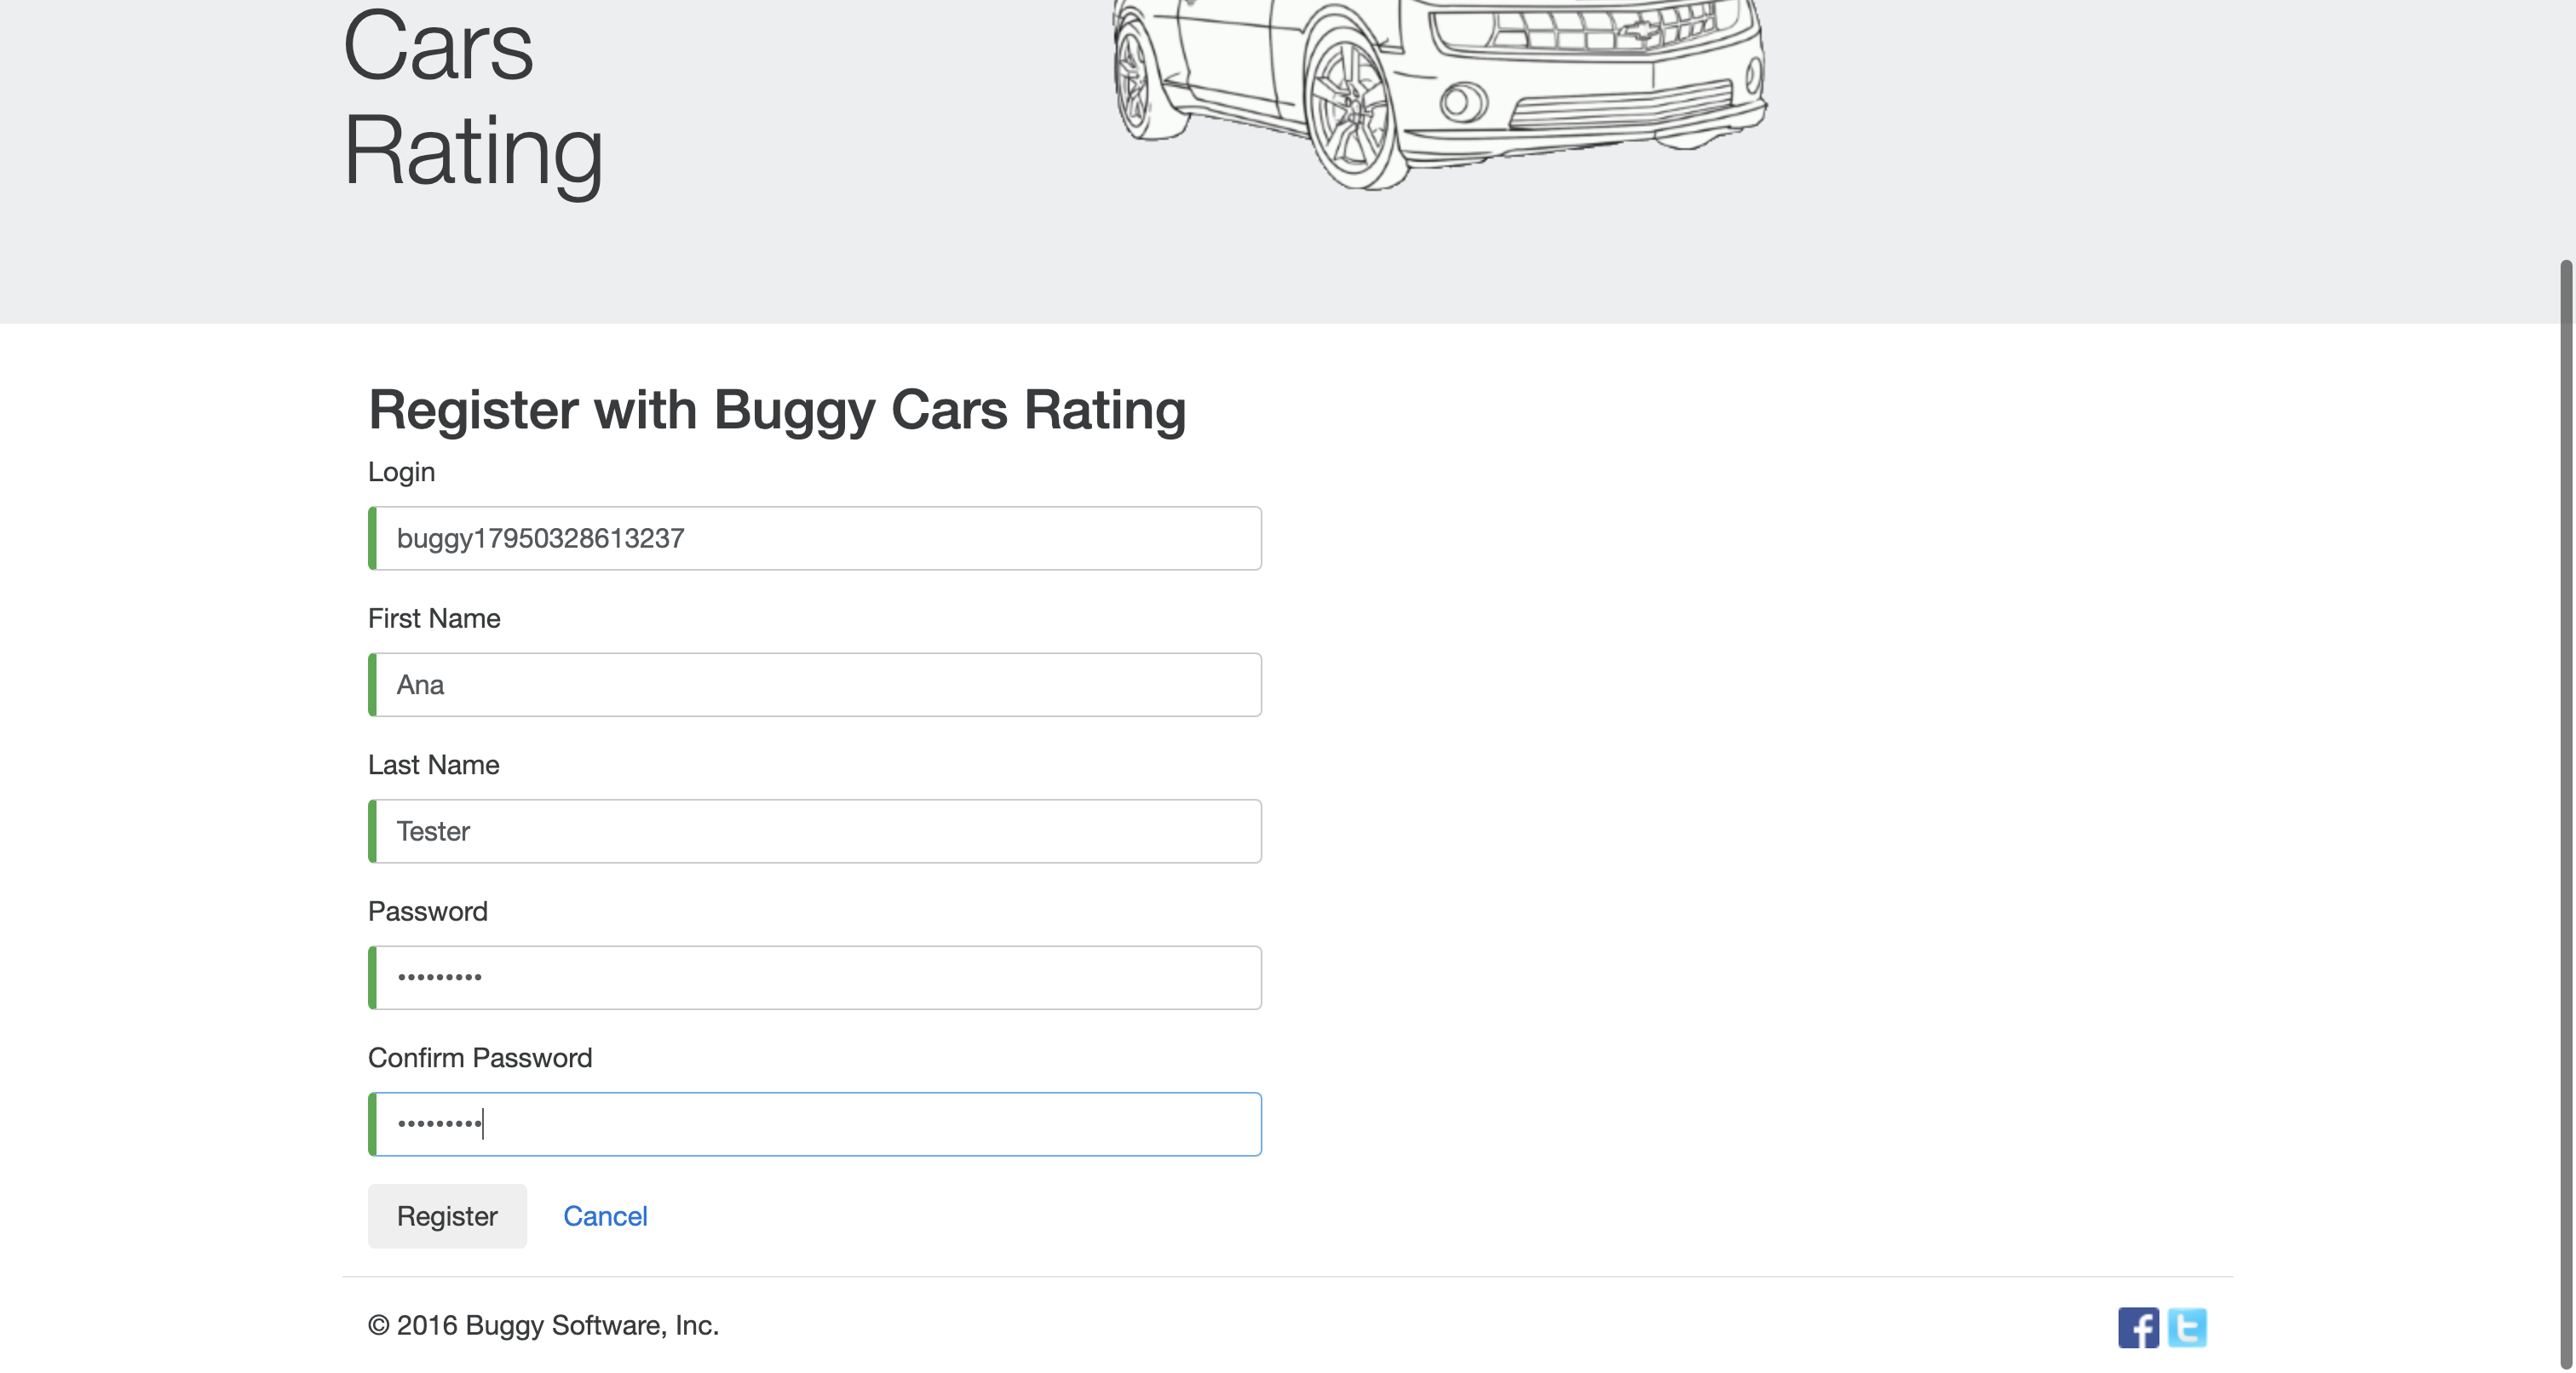 Cars
Rating
Register with Buggy Cars Rating
Login
buggy17950328613237
First Name
Ana
Last Name
Tester
Password
•••••••••
Confirm Password
•••••••••
Register Cancel
© 2016 Buggy Software, Inc.